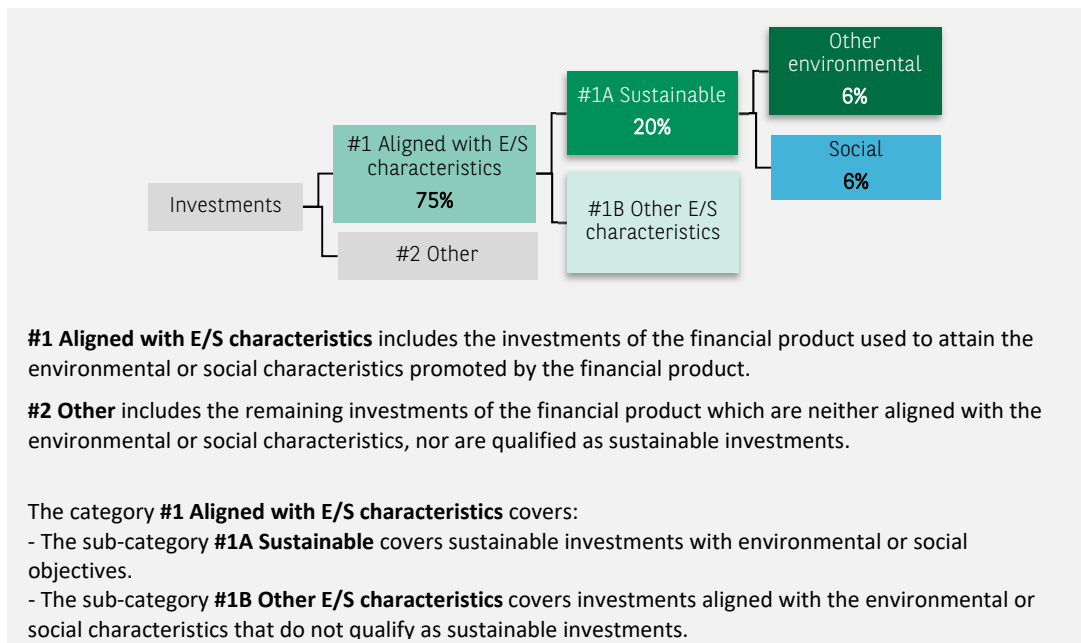 Other
environmental
6%
#1A Sustainable
20%
#1 Aligned with E/S
characteristics
75%
Social
6%
Investments
#1B Other E/S
characteristics
#2 Other
#1 Aligned with E/S characteristics includes the investments of the financial product used to attain the
environmental or social characteristics promoted by the financial product.
#2 Other includes the remaining investments of the financial product which are neither aligned with the
environmental or social characteristics, nor are qualified as sustainable investments.
The category #1 Aligned with E/S characteristics covers:
- The sub-category #1A Sustainable covers sustainable investments with environmental or social
objectives.
- The sub-category #1B Other E/S characteristics covers investments aligned with the environmental or
social characteristics that do not qualify as sustainable investments.